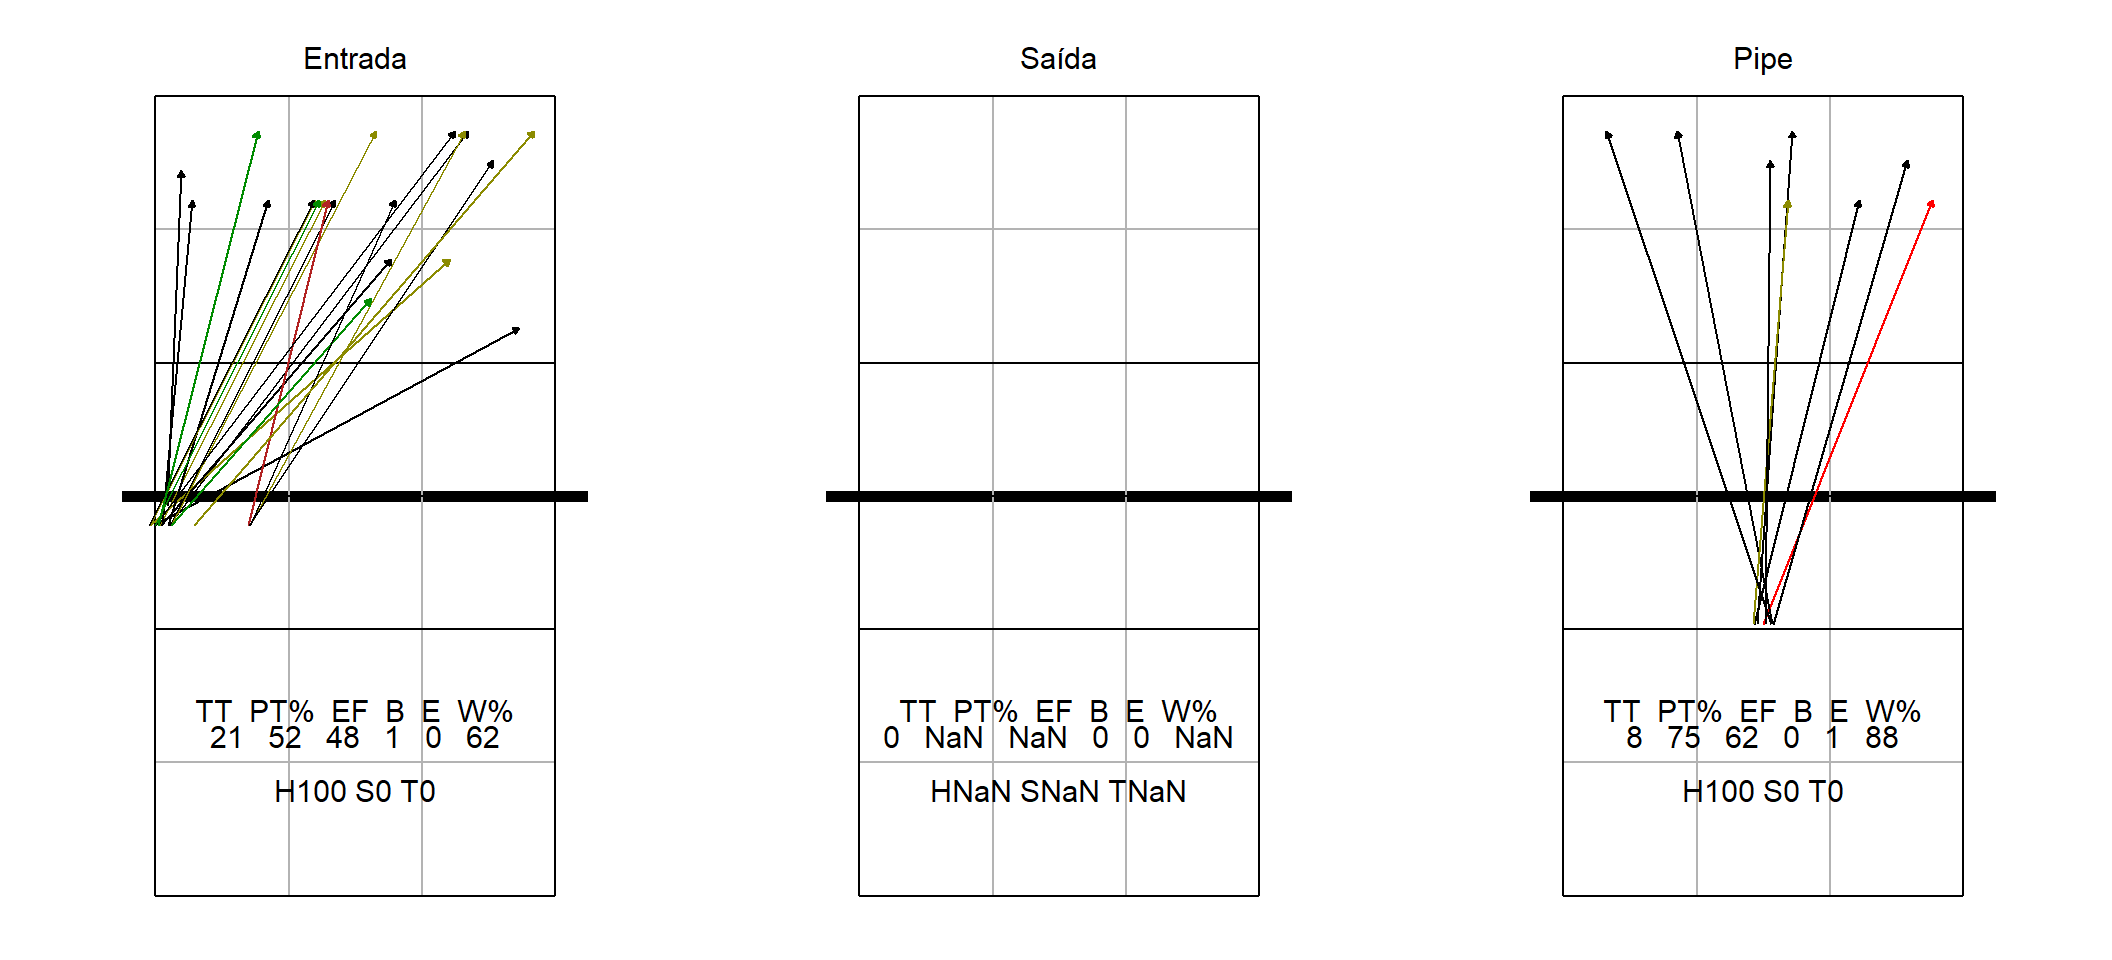 Entrada
TT PT% EF B E W%
21 52 48 1 0 62
H100 S0 T0
Saída
TT PT% EF B E W%
0 NaN NaN 0 0 NaN
HNaN SNaN TNaN
Pipe
TT PT% EF B E W%
8 75 62 0 1 88
H100 S0 T0